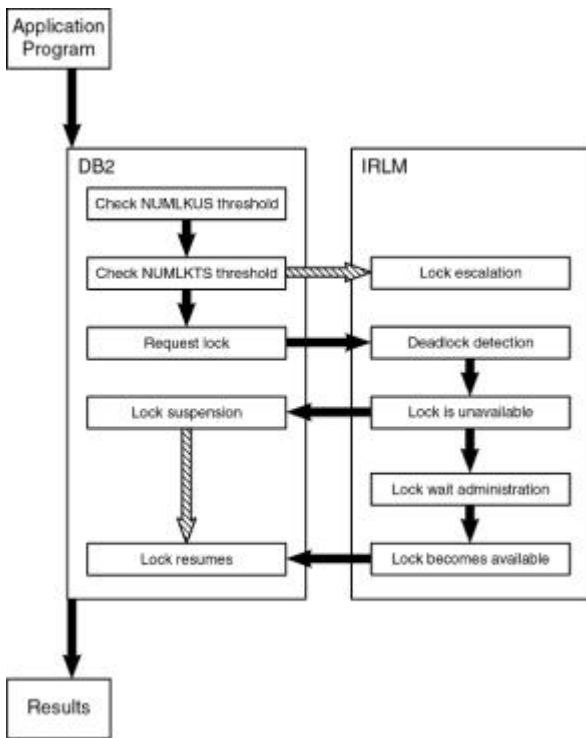 Application
Program
DB2
IRLM
Check NUMLKUS threshold
Check NUMLKTS threshold
Lock escalation
Request lock
Deadlock detection
Lock suspension
Lock is unavailable
Lock wait administration
Lock resumes
Lock becomes available
Results